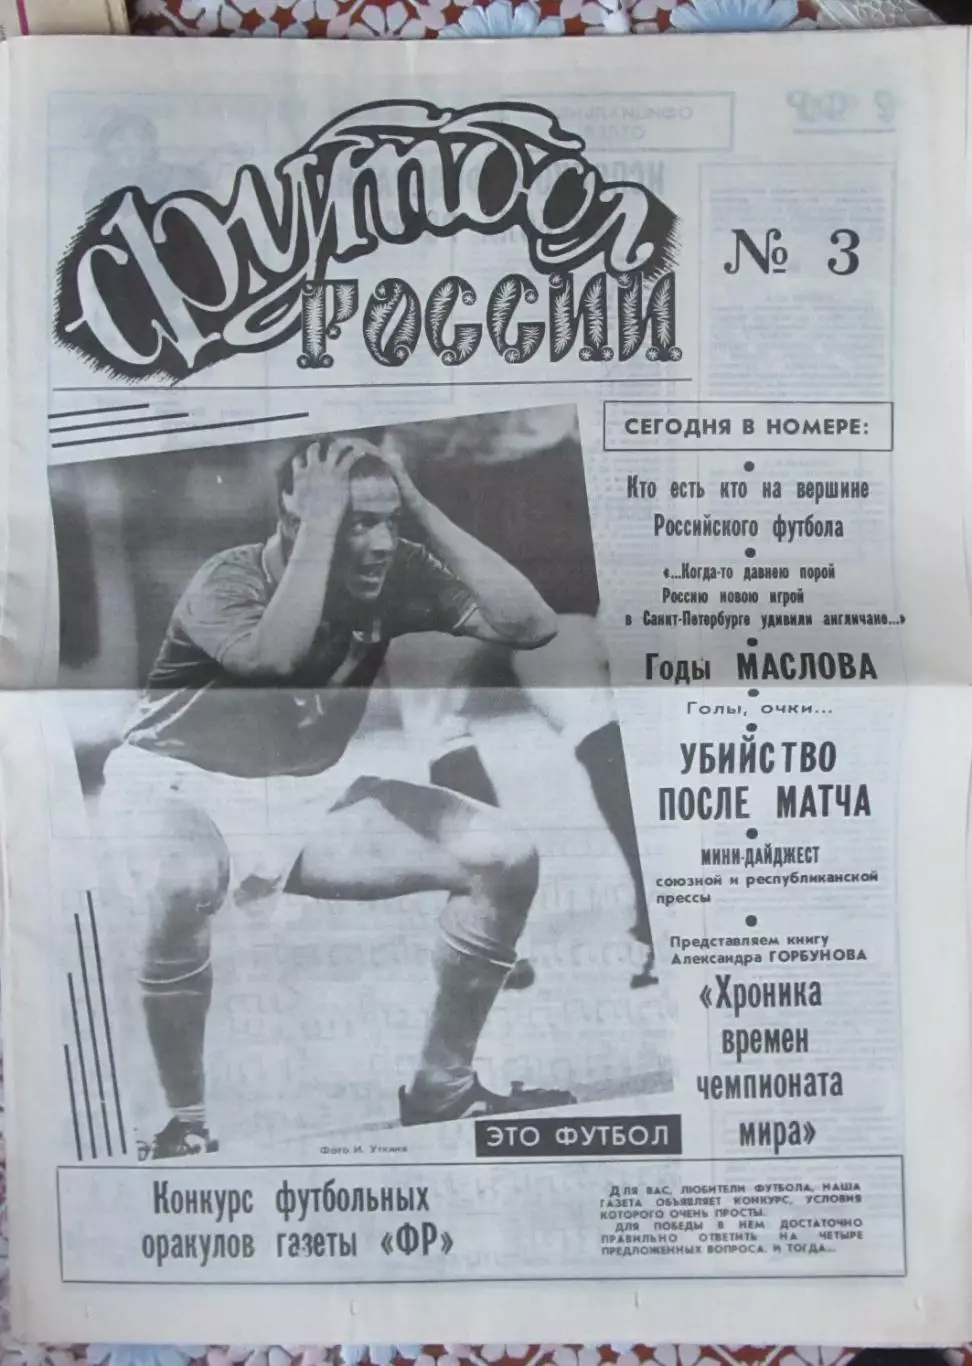 Футбол
РОССИИ
№ 3
СЕГОДНЯ В НОМЕРЕ:
Кто есть кто на вершине
Российского футбола
«...Когда-то давнею порой
Россию новою игрой
в Санкт-Петербурге удивили англичане...»
Годы МАСЛОВА
Голы, очки...
УБИЙСТВО
ПОСЛЕ МАТЧА
МИНИ-ДАЙДЖЕСТ
союзной и республиканской
прессы
Представляем книгу
Александра ГОРБУНОВА
«Хроника
времен
чемпионата
мира»
Фото И. Уткина
ЭТО ФУТБОЛ
Конкурс футбольных
оракулов газеты «ФР»
ДЛЯ ВАС, ЛЮБИТЕЛИ ФУТБОЛА, НАША
ГАЗЕТА ОБЪЯВЛЯЕТ КОНКУРС, УСЛОВИЯ
КОТОРОГО ОЧЕНЬ ПРОСТЫ.
ДЛЯ ПОБЕДЫ В НЕМ ДОСТАТОЧНО
ПРАВИЛЬНО ОТВЕТИТЬ НА ЧЕТЫРЕ
ПРЕДЛОЖЕННЫХ ВОПРОСА. И ТОГДА...